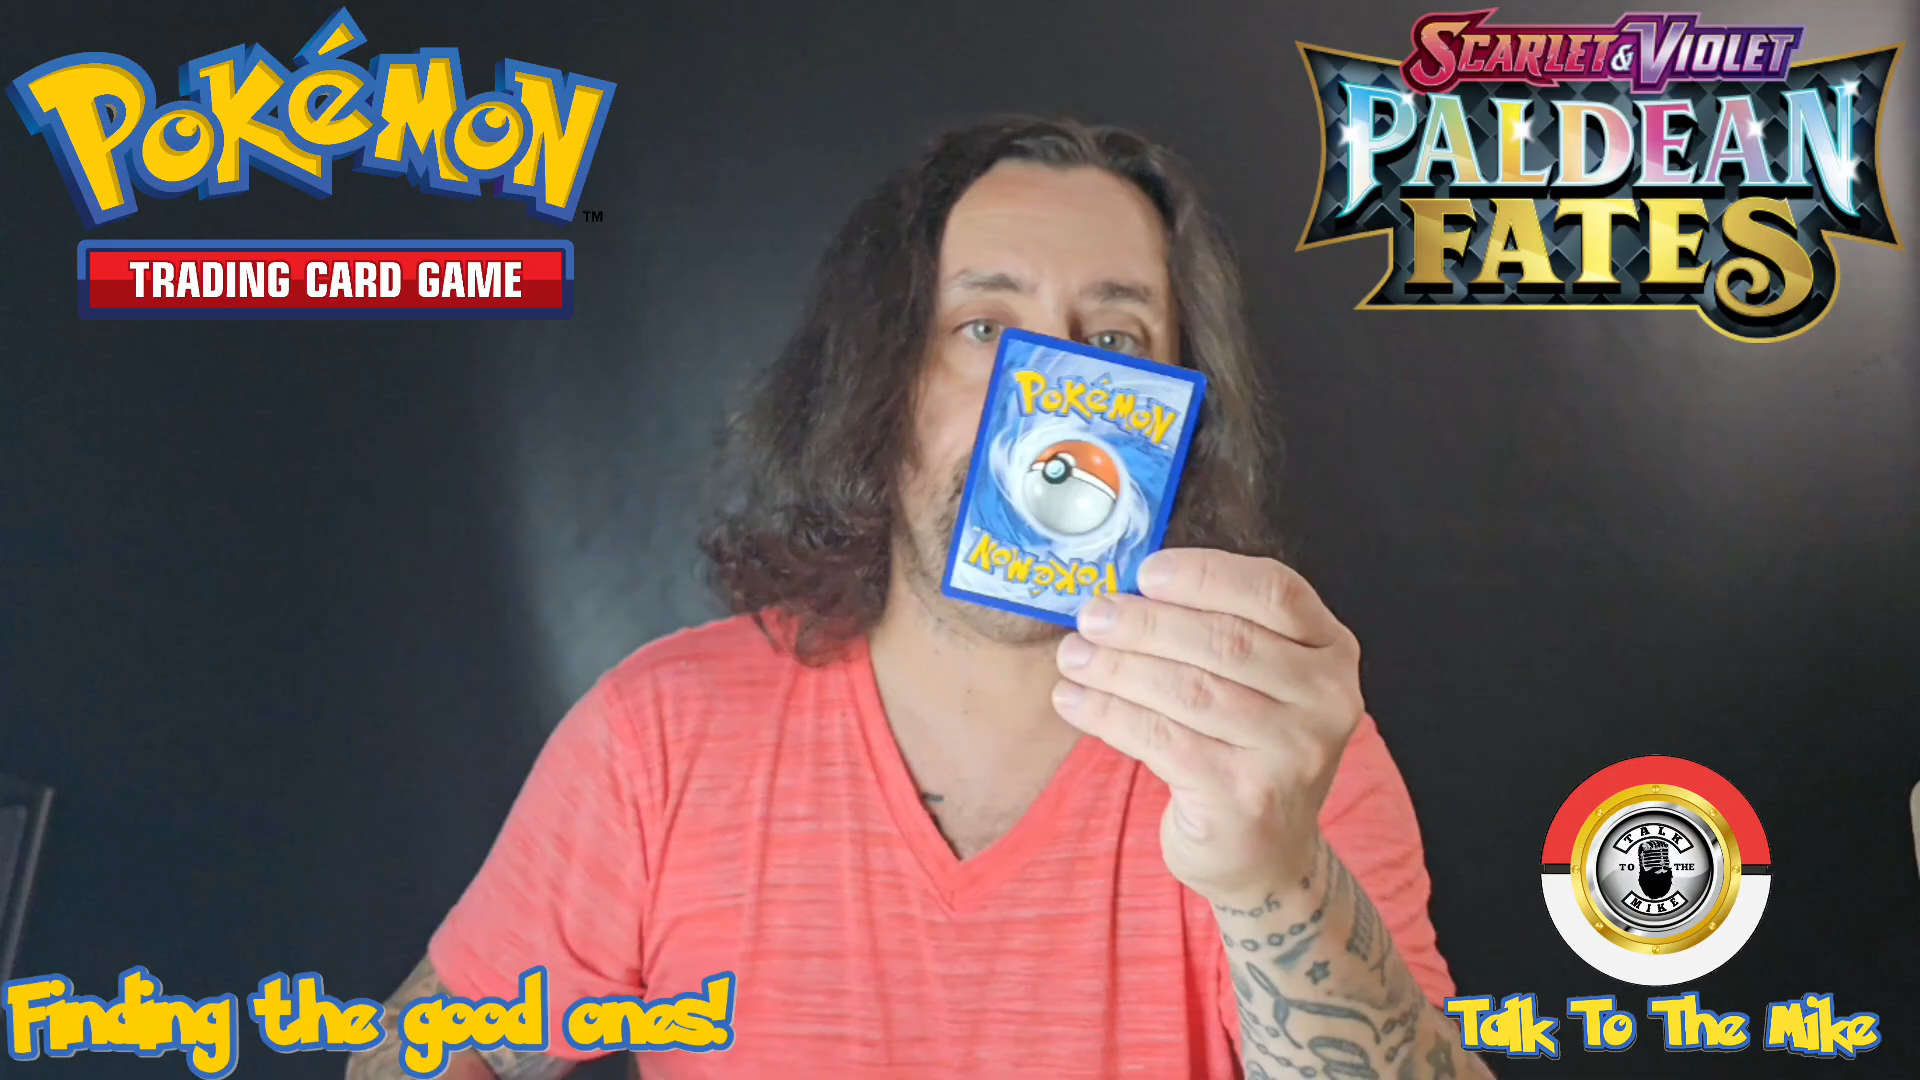 POKéMON
TM
TRADING CARD GAME
SCARLET & VIOLET
PALDEAN
FATES
POKéMON
POKéMON
TALK
TO THE
MIKE
Finding the good ones!
Talk To The Mike